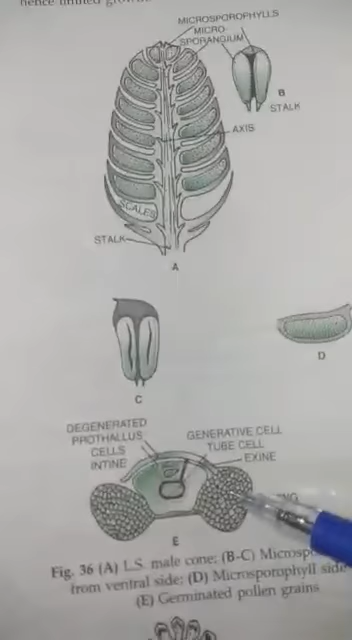 MICROSPOROPHYLLS
MICRO-
SPORANGIUM
B
STALK
AXIS
SCALES
STALK
A
C
D
DEGENERATED
PROTHALLUS
CELLS
INTINE
GENERATIVE CELL
TUBE CELL
EXINE
E
Fig. 36 (A) L.S. male cone; (B-C)
from ventral side; (D) Microsporophyll side
(E) Germinated pollen grains